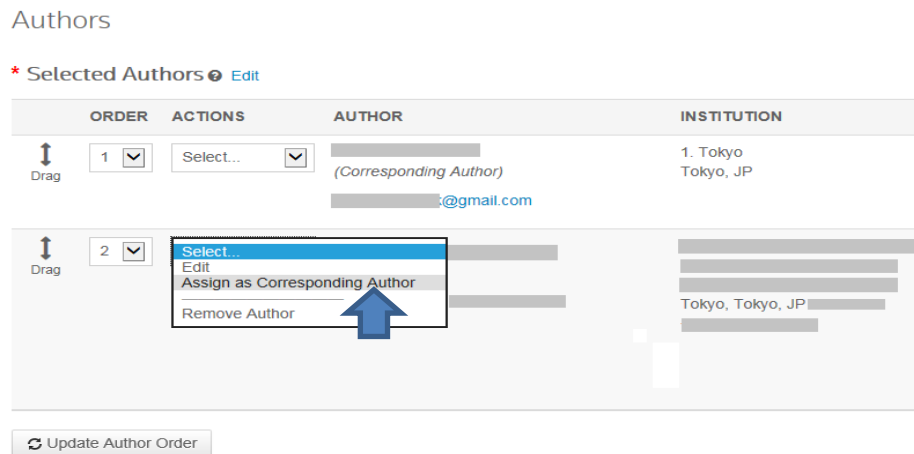 Authors
* Selected Authors Edit
ORDER ACTIONS AUTHOR INSTITUTION
1 Select... 1. Tokyo
Drag (Corresponding Author) Tokyo, JP
@gmail.com
2 Select...
Drag Edit
Assign as Corresponding Author
Tokyo, Tokyo, JP
Remove Author
Update Author Order